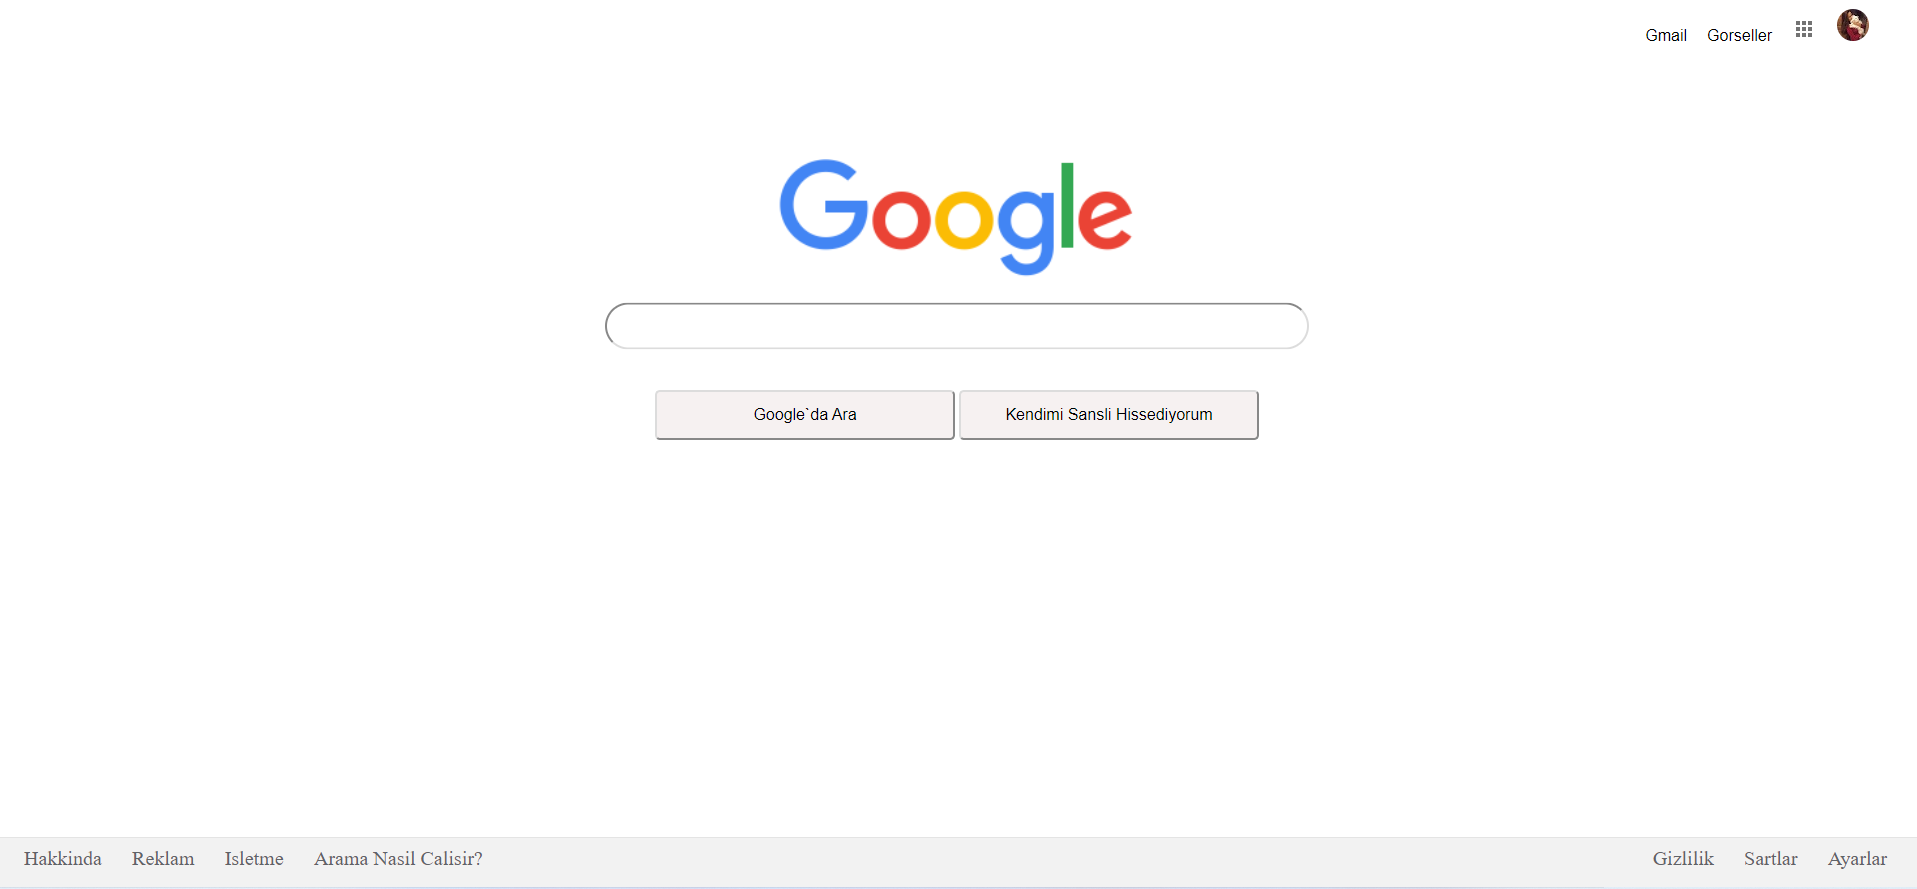 Gmail Gorseller
Google
Google`da Ara Kendimi Sansli Hissediyorum
Hakkinda Reklam Isletme Arama Nasil Calisir? Gizlilik Sartlar Ayarlar